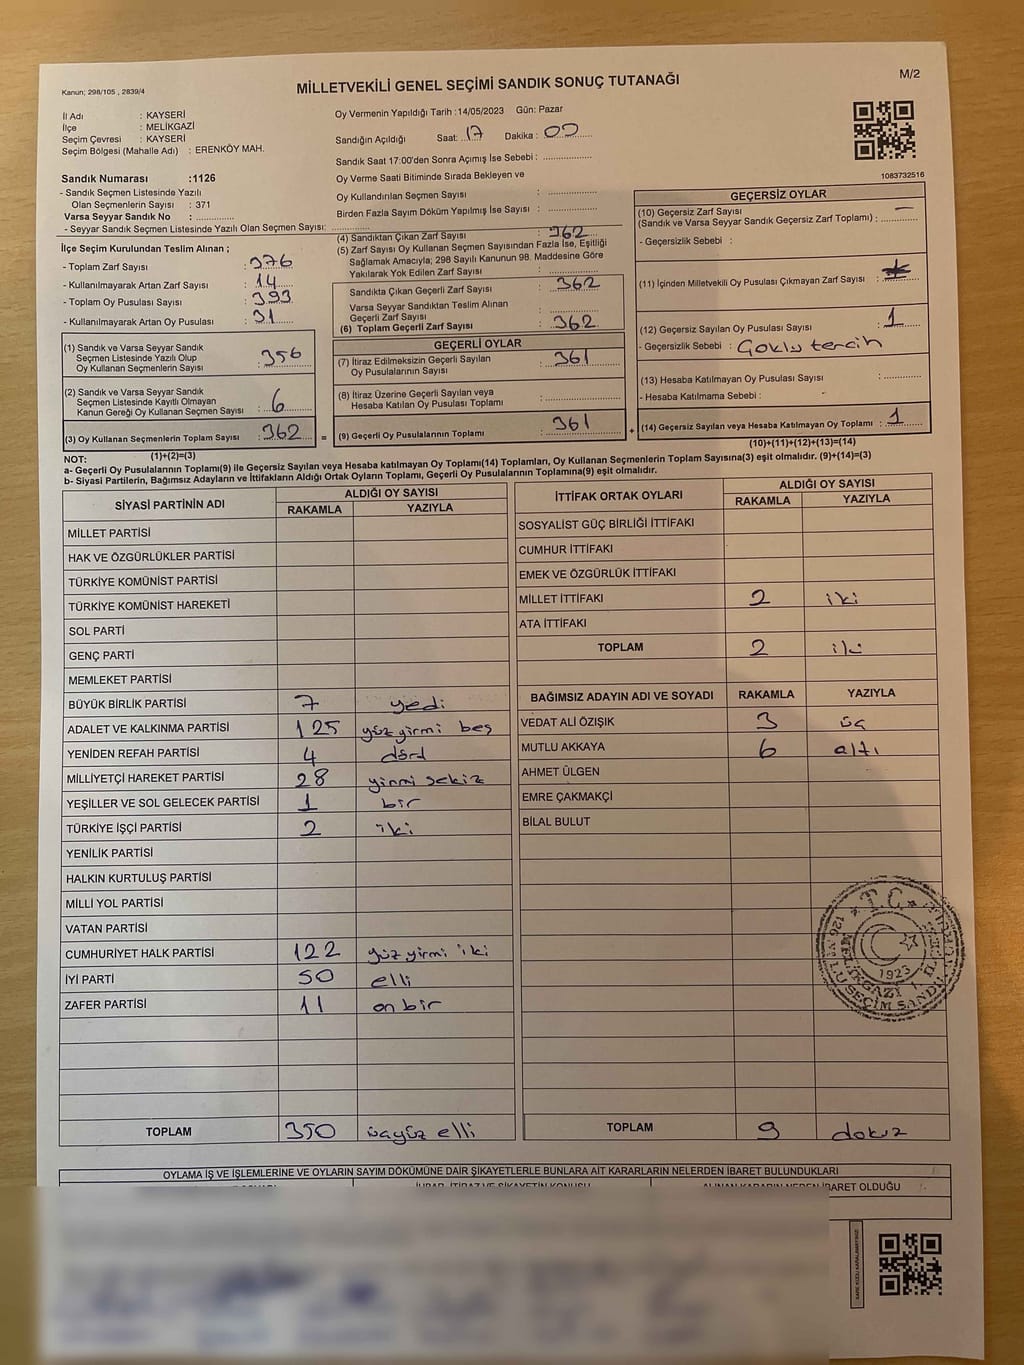 Kanun; 298/105 , 2839/4
MİLLETVEKİLİ GENEL SEÇİMİ SANDIK SONUÇ TUTANAĞI
M/2
İl Adı : KAYSERİ
İlçe : MELİKGAZİ
Seçim Çevresi : KAYSERİ
Seçim Bölgesi (Mahalle Adı) : ERENKÖY MAH.
Oy Vermenin Yapıldığı Tarih :14/05/2023 Gün: Pazar
Sandığın Açıldığı Saat: 17 Dakika : 00
Sandık Saat 17:00'den Sonra Açımış İse Sebebi :
Oy Verme Saati Bitiminde Sırada Bekleyen ve
Oy Kullandırılan Seçmen Sayısı :
Birden Fazla Sayım Döküm Yapılmış İse Sayısı :
1083732516
Sandık Numarası :1126
- Sandık Seçmen Listesinde Yazılı
Olan Seçmenlerin Sayısı : 371
Varsa Seyyar Sandık No :
- Seyyar Sandık Seçmen Listesinde Yazılı Olan Seçmen Sayısı:
İlçe Seçim Kurulundan Teslim Alınan ;
- Toplam Zarf Sayısı : 376
- Kullanılmayarak Artan Zarf Sayısı : 14
- Toplam Oy Pusulası Sayısı : 393
- Kullanılmayarak Artan Oy Pusulası : 31
(1) Sandık ve Varsa Seyyar Sandık
Seçmen Listesinde Yazılı Olup
Oy Kullanan Seçmenlerin Sayısı : 356
(2) Sandık ve Varsa Seyyar Sandık
Seçmen Listesinde Kayıtlı Olmayan
Kanun Gereği Oy Kullanan Seçmen Sayısı : 6
(3) Oy Kullanan Seçmenlerin Toplam Sayısı : 362
(1)+(2)=(3)
(4) Sandıktan Çıkan Zarf Sayısı : 362
(5) Zarf Sayısı Oy Kullanan Seçmen Sayısından Fazla İse, Eşitliği
Sağlamak Amacıyla; 298 Sayılı Kanunun 98. Maddesine Göre
Yakılarak Yok Edilen Zarf Sayısı :
Sandıkta Çıkan Geçerli Zarf Sayısı : 362
Varsa Seyyar Sandıktan Teslim Alınan
Geçerli Zarf Sayısı :
(6) Toplam Geçerli Zarf Sayısı : 362
GEÇERLİ OYLAR
(7) İtiraz Edilmeksizin Geçerli Sayılan
Oy Pusulasının Sayısı : 361
(8) İtiraz Üzerine Geçerli Sayılan veya
Hesaba Katılan Oy Pusulası Toplamı :
= (9) Geçerli Oy Pusulalarının Toplamı : 361
GEÇERSİZ OYLAR
(10) Geçersiz Zarf Sayısı —
(Sandık ve Varsa Seyyar Sandık Geçersiz Zarf Toplamı) :
- Geçersizlik Sebebi :
(11) İçinden Milletvekili Oy Pusulası Çıkmayan Zarf Sayısı :
(12) Geçersiz Sayılan Oy Pusulası Sayısı : 1
- Geçersizlik Sebebi : Çoklu tercih
(13) Hesaba Katılmayan Oy Pusulası Sayısı :
- Hesaba Katılmama Sebebi :
+ (14) Geçersiz Sayılan veya Hesaba Katılmayan Oy Toplamı : 1
(10)+(11)+(12)+(13)=(14)
NOT:
a- Geçerli Oy Pusulalarının Toplamı(9) ile Geçersiz Sayılan veya Hesaba katılmayan Oy Toplamı(14) Toplamları, Oy Kullanan Seçmenlerin Toplam Sayısına(3) eşit olmalıdır. (9)+(14)=(3)
b- Siyasi Partilerin, Bağımsız Adayların ve İttifakların Aldığı Ortak Oyların Toplamı, Geçerli Oy Pusulalarının Toplamına(9) eşit olmalıdır.
SİYASİ PARTİNİN ADI
ALDIĞI OY SAYISI
RAKAMLA YAZIYLA
MİLLET PARTİSİ
HAK VE ÖZGÜRLÜKLER PARTİSİ
TÜRKİYE KOMÜNİST PARTİSİ
TÜRKİYE KOMÜNİST HAREKETİ
SOL PARTİ
GENÇ PARTİ
MEMLEKET PARTİSİ
BÜYÜK BİRLİK PARTİSİ 7 yedi
ADALET VE KALKINMA PARTİSİ 125 yüz yirmi beş
YENİDEN REFAH PARTİSİ 4 dörd
MİLLİYETÇİ HAREKET PARTİSİ 28 yirmi sekiz
YEŞİLLER VE SOL GELECEK PARTİSİ 1 bir
TÜRKİYE İŞÇİ PARTİSİ 2 iki
YENİLİK PARTİSİ
HALKIN KURTULUŞ PARTİSİ
MİLLİ YOL PARTİSİ
VATAN PARTİSİ
CUMHURİYET HALK PARTİSİ 122 yüz yirmi iki
İYİ PARTİ 50 elli
ZAFER PARTİSİ 11 on bir
TOPLAM 350 üçyüz elli
İTTİFAK ORTAK OYLARI
ALDIĞI OY SAYISI
RAKAMLA YAZIYLA
SOSYALİST GÜÇ BİRLİĞİ İTTİFAKI
CUMHUR İTTİFAKI
EMEK VE ÖZGÜRLÜK İTTİFAKI
MİLLET İTTİFAKI 2 iki
ATA İTTİFAKI
TOPLAM 2 iki
BAĞIMSIZ ADAYIN ADI VE SOYADI RAKAMLA YAZIYLA
VEDAT ALİ ÖZIŞIK 3 üç
MUTLU AKKAYA 6 altı
AHMET ÜLGEN
EMRE ÇAKMAKÇİ
BİLAL BULUT
T.C.
1923
TOPLAM 9 dokuz
OYLAMA İŞ VE İŞLEMLERİNE VE OYLARIN SAYIM DÖKÜMÜNE DAİR ŞİKAYETLERLE BUNLARA AİT KARARLARIN NELERDEN İBARET BULUNDUKLARI
İHBAR, İTİRAZ VE ŞİKAYETİN KONUSU
ALINAN KARARIN NEDEN İBARET OLDUĞU